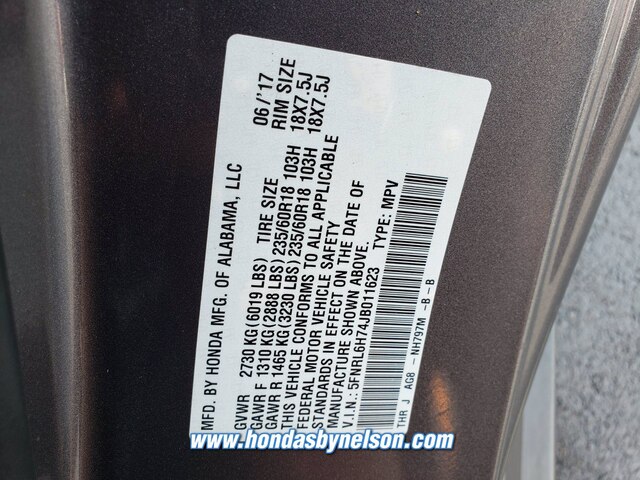 MFD. BY HONDA MFG. OF ALABAMA, LLC 06/'17
GVWR 2730 KG(6019 LBS) TIRE SIZE RIM SIZE
GAWR F 1310 KG(2888 LBS)235/60R18 103H 18X7.5J
GAWR R 1465 KG(3230 LBS)235/60R18 103H 18X7.5J
THIS VEHICLE CONFORMS TO ALL APPLICABLE
FEDERAL MOTOR VEHICLE SAFETY
STANDARDS IN EFFECT ON THE DATE OF
MANUFACTURE SHOWN ABOVE.
V.I.N.: 5FNRL6H74JB011623 TYPE: MPV
THR J AG8 - NH797M -B-B
www.hondasbynelson.com